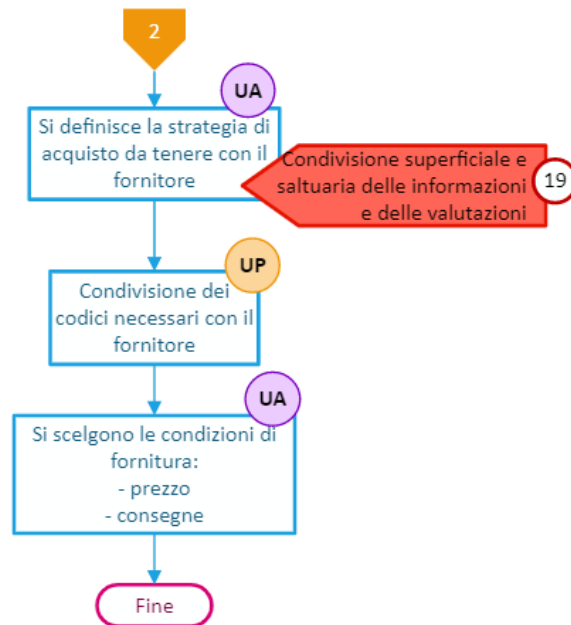 2
UA
Si definisce la strategia di
acquisto da tenere con il
fornitore
Condivisione superficiale e
saltuaria delle informazioni
e delle valutazioni
19
UP
Condivisione dei
codici necessari con il
fornitore
UA
Si scelgono le condizioni di
fornitura:
- prezzo
- consegne
Fine